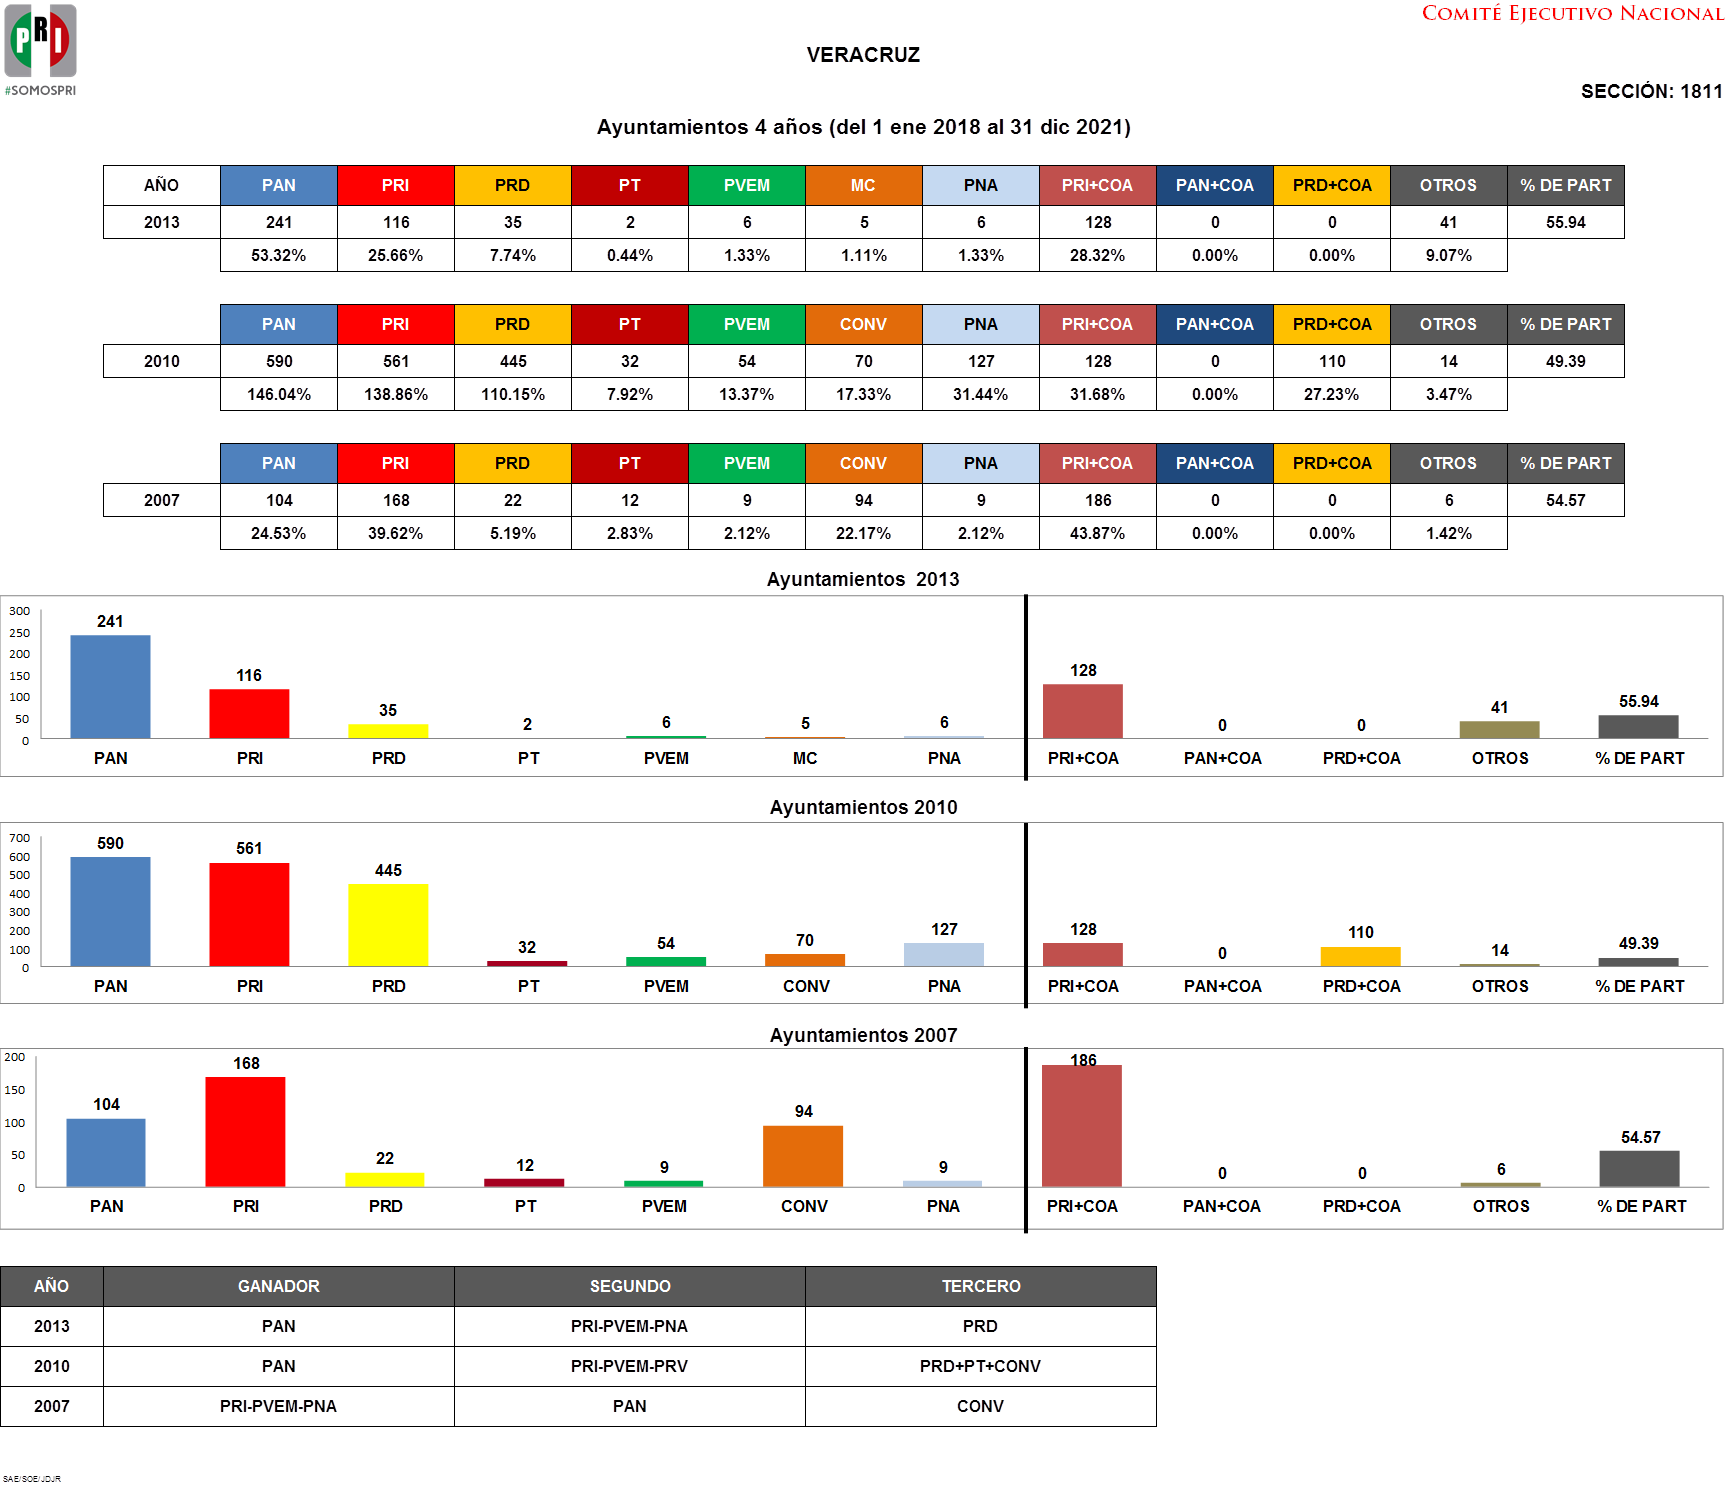 PRI
#SOMOSPRI
COMITÉ EJECUTIVO NACIONAL
VERACRUZ
SECCIÓN: 1811
Ayuntamientos 4 años (del 1 ene 2018 al 31 dic 2021)
AÑO PAN PRI PRD PT PVEM MC PNA PRI+COA PAN+COA PRD+COA OTROS % DE PART
2013 241 116 35 2 6 5 6 128 0 0 41 55.94
53.32% 25.66% 7.74% 0.44% 1.33% 1.11% 1.33% 28.32% 0.00% 0.00% 9.07%
PAN PRI PRD PT PVEM CONV PNA PRI+COA PAN+COA PRD+COA OTROS % DE PART
2010 590 561 445 32 54 70 127 128 0 110 14 49.39
146.04% 138.86% 110.15% 7.92% 13.37% 17.33% 31.44% 31.68% 0.00% 27.23% 3.47%
PAN PRI PRD PT PVEM CONV PNA PRI+COA PAN+COA PRD+COA OTROS % DE PART
2007 104 168 22 12 9 94 9 186 0 0 6 54.57
24.53% 39.62% 5.19% 2.83% 2.12% 22.17% 2.12% 43.87% 0.00% 0.00% 1.42%
Ayuntamientos 2013
300
250
200
150
100
50
0
241 116 35 2 6 5 6 128 0 0 41 55.94
PAN PRI PRD PT PVEM MC PNA PRI+COA PAN+COA PRD+COA OTROS % DE PART
Ayuntamientos 2010
700
600
500
400
300
200
100
0
590 561 445 32 54 70 127 128 0 110 14 49.39
PAN PRI PRD PT PVEM CONV PNA PRI+COA PAN+COA PRD+COA OTROS % DE PART
Ayuntamientos 2007
200
150
100
50
0
104 168 22 12 9 94 9 186 0 0 6 54.57
PAN PRI PRD PT PVEM CONV PNA PRI+COA PAN+COA PRD+COA OTROS % DE PART
AÑO GANADOR SEGUNDO TERCERO
2013 PAN PRI-PVEM-PNA PRD
2010 PAN PRI-PVEM-PRV PRD+PT+CONV
2007 PRI-PVEM-PNA PAN CONV
SAE/SOE/JDJR